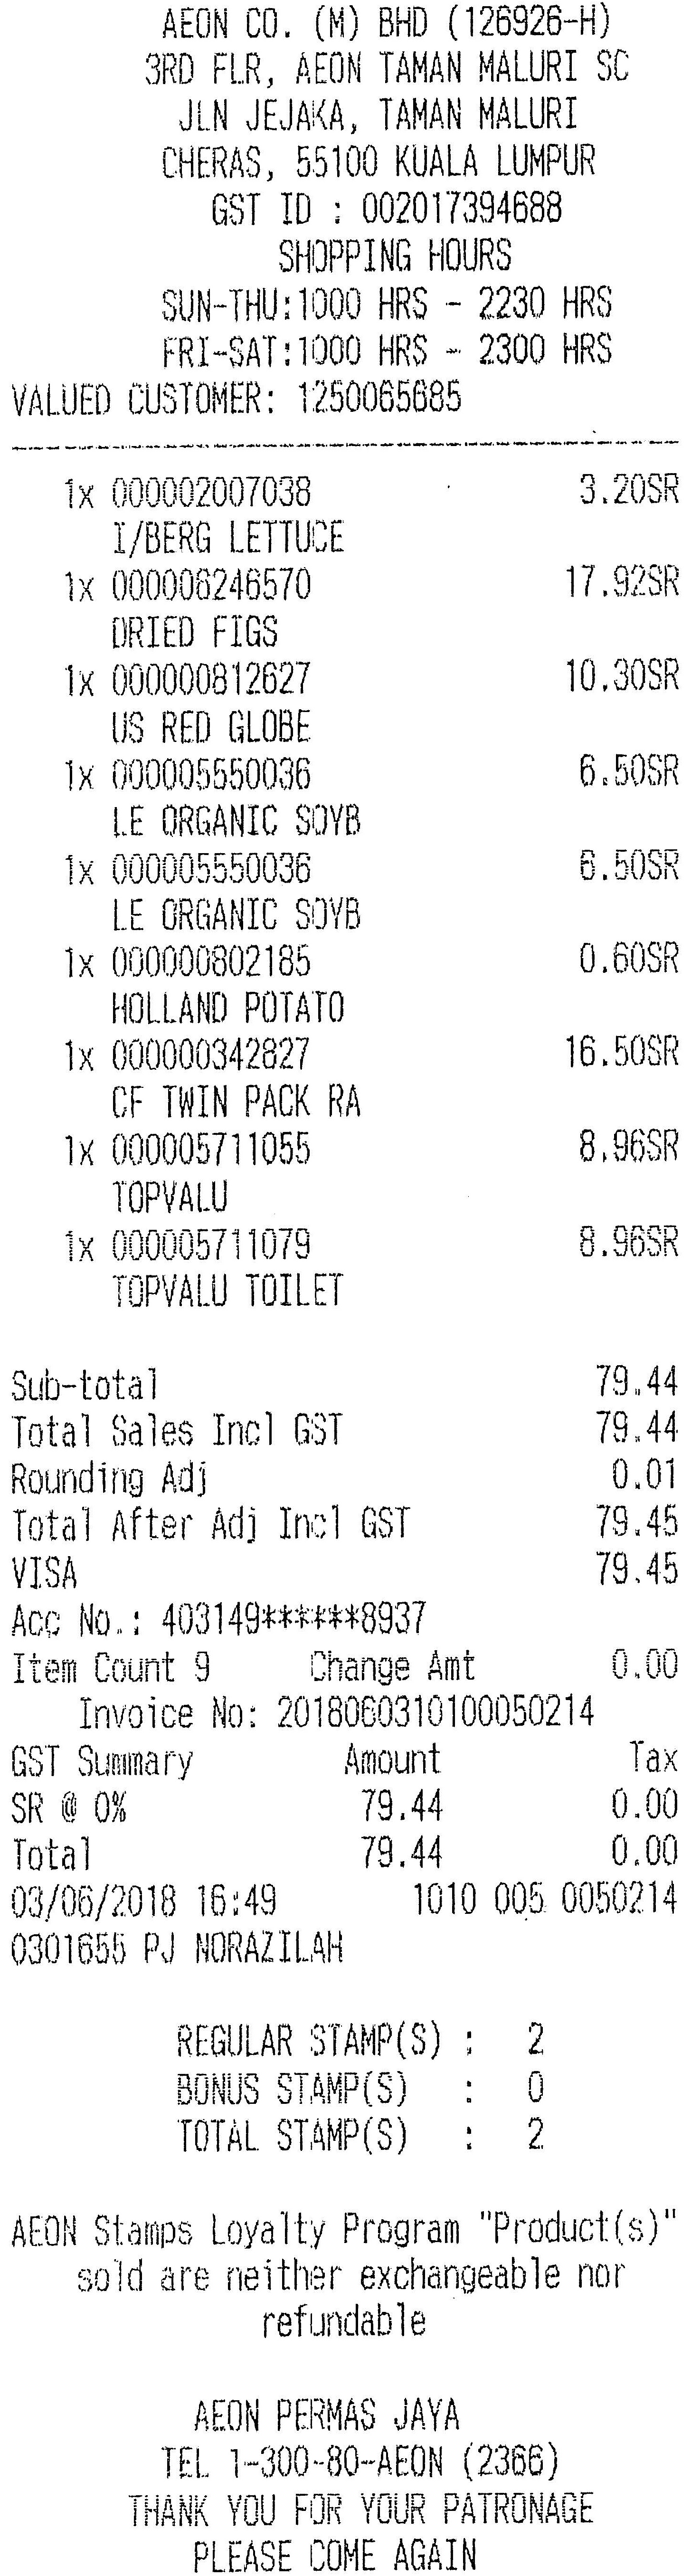 AEON CO. (M) BHD (126926-H)
3RD FLR, AEON TAMAN MALURI SC
JLN JEJAKA, TAMAN MALURI
CHERAS, 55100 KUALA LUMPUR
GST ID : 002017394688
SHOPPING HOURS
SUN-THU:1000 HRS - 2230 HRS
FRI-SAT:1000 HRS - 2300 HRS
VALUED CUSTOMER: 1250065685
1x 000002007038 3.20SR
I/BERG LETTUCE
1x 000006246570 17.92SR
DRIED FIGS
1x 000000812627 10.30SR
US RED GLOBE
1x 000005550036 6.50SR
LE ORGANIC SOYB
1x 000005550036 6.50SR
LE ORGANIC SOYB
1x 000000802185 0.60SR
HOLLAND POTATO
1x 000000342827 16.50SR
CF TWIN PACK RA
1x 000005711055 8.96SR
TOPVALU
1x 000005711079 8.96SR
TOPVALU TOILET
Sub-total 79.44
Total Sales Incl GST 79.44
Rounding Adj 0.01
Total After Adj Incl GST 79.45
VISA 79.45
Acc No.: 403149******8937
Item Count 9 Change Amt 0.00
Invoice No: 2018060310100050214
GST Summary Amount Tax
SR @ 0% 79.44 0.00
Total 79.44 0.00
03/06/2018 16:49 1010 005 0050214
0301655 PJ NORAZILAH
REGULAR STAMP(S) : 2
BONUS STAMP(S) : 0
TOTAL STAMP(S) : 2
AEON Stamps Loyalty Program "Product(s)"
sold are neither exchangeable nor
refundable
AEON PERMAS JAYA
TEL 1-300-80-AEON (2366)
THANK YOU FOR YOUR PATRONAGE
PLEASE COME AGAIN